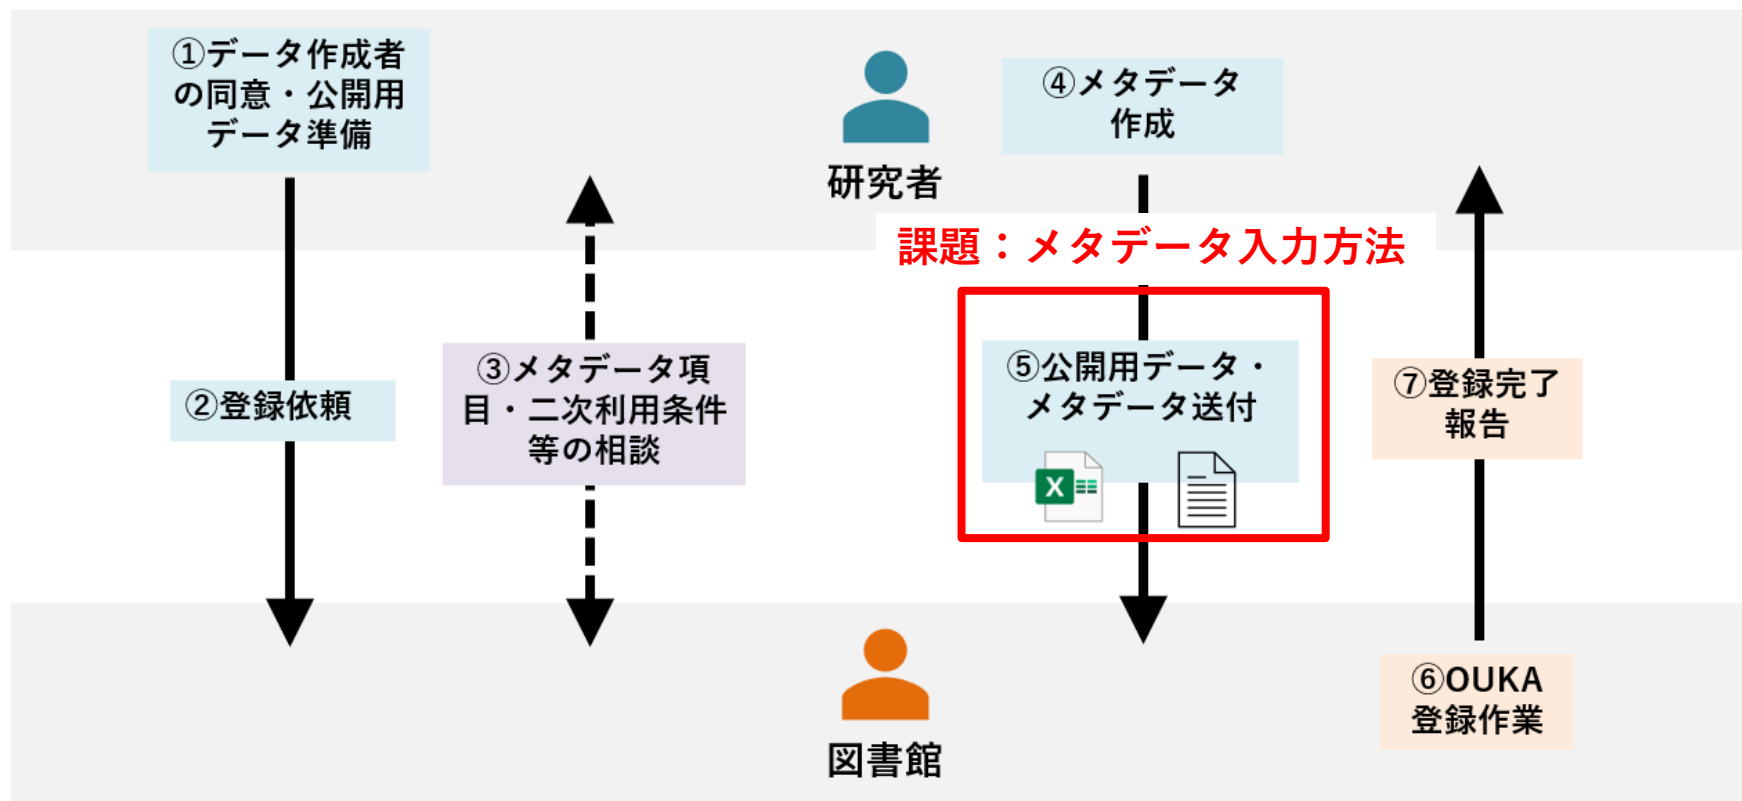 ①データ作成者
の同意・公開用
データ準備
研究者
④メタデータ
作成
課題：メタデータ入力方法
②登録依頼
③メタデータ項
目・二次利用条件
等の相談
⑤公開用データ・
メタデータ送付
X
⑦登録完了
報告
図書館
⑥OUKA
登録作業